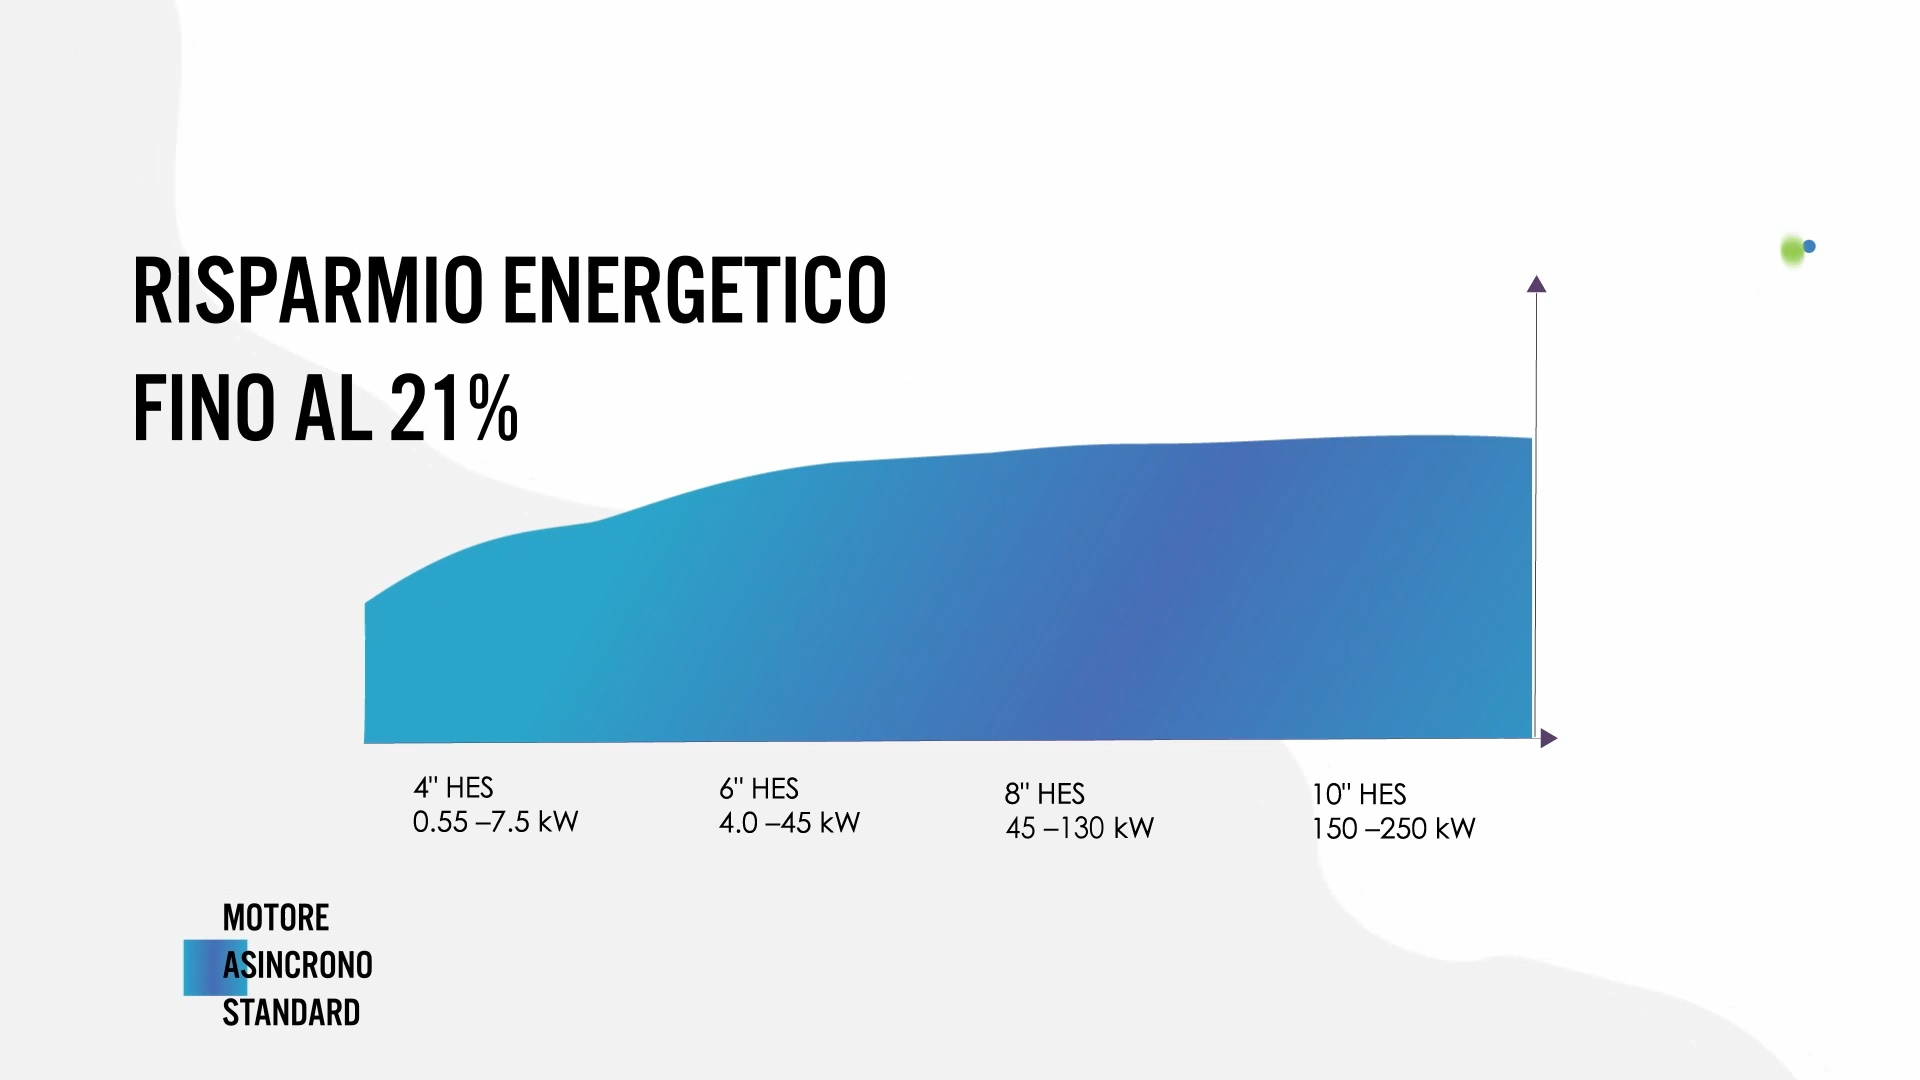 RISPARMIO ENERGETICO
FINO AL 21%
4" HES
0.55 –7.5 kW
6" HES
4.0 –45 kW
8" HES
45 –130 kW
10" HES
150 –250 kW
MOTORE
ASINCRONO
STANDARD